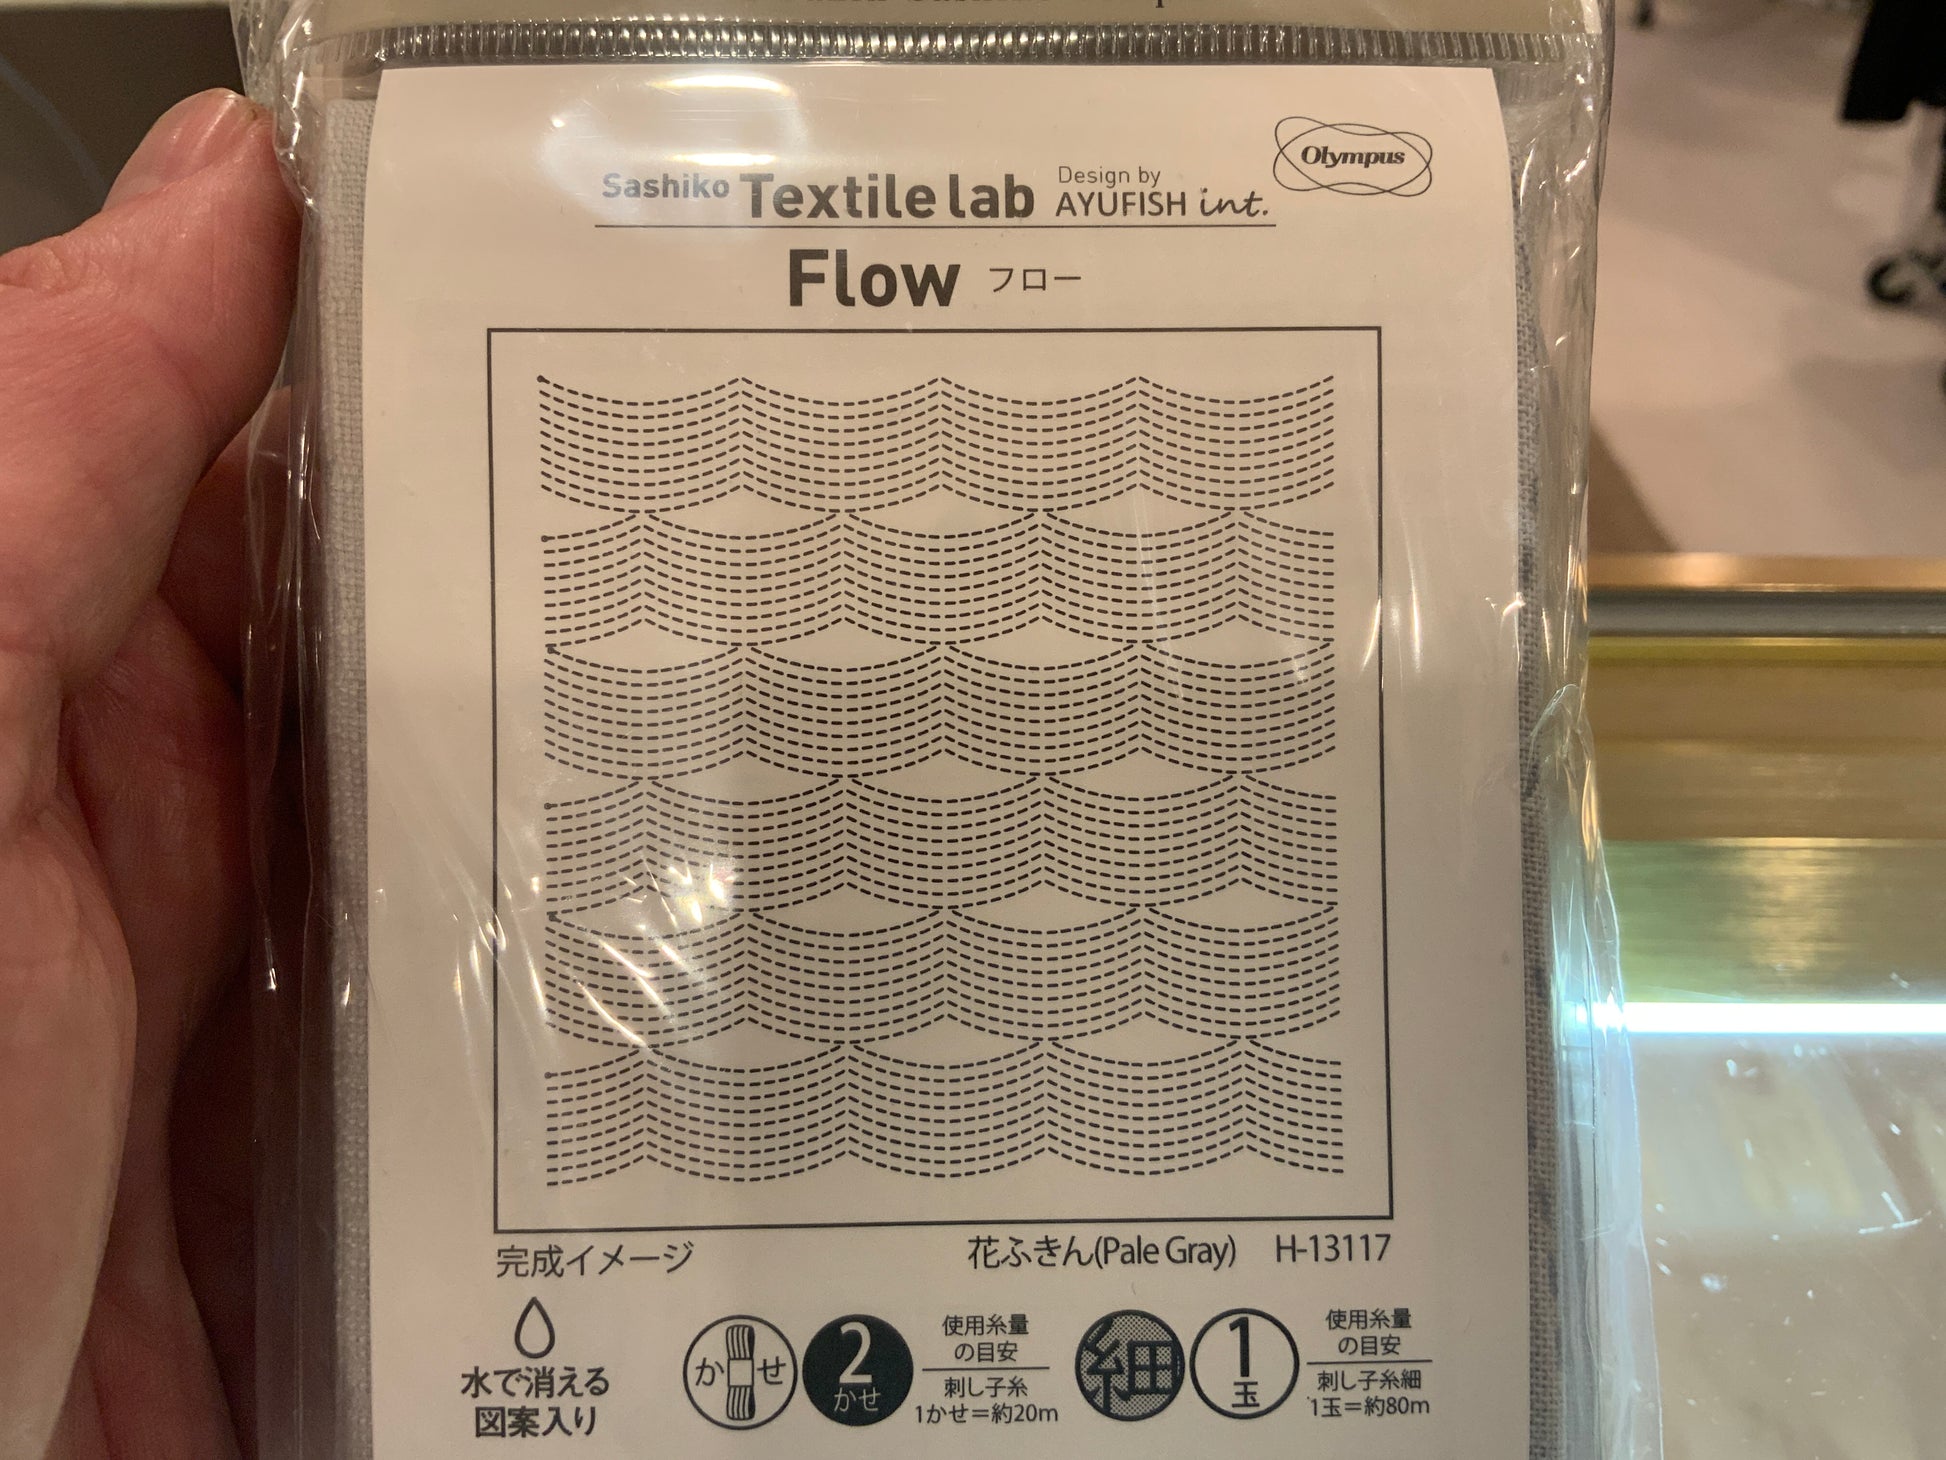 Sashiko Textile lab Design by AYUFISH int.
Olympus
Flow フロー
完成イメージ
花ふきん(Pale Gray) H-13117
水で消える
図案入り
かせ
2
かせ
使用糸量
の目安
刺し子糸
1かせ=約20m
細
1
玉
使用糸量
の目安
刺し子糸細
1玉=約80m